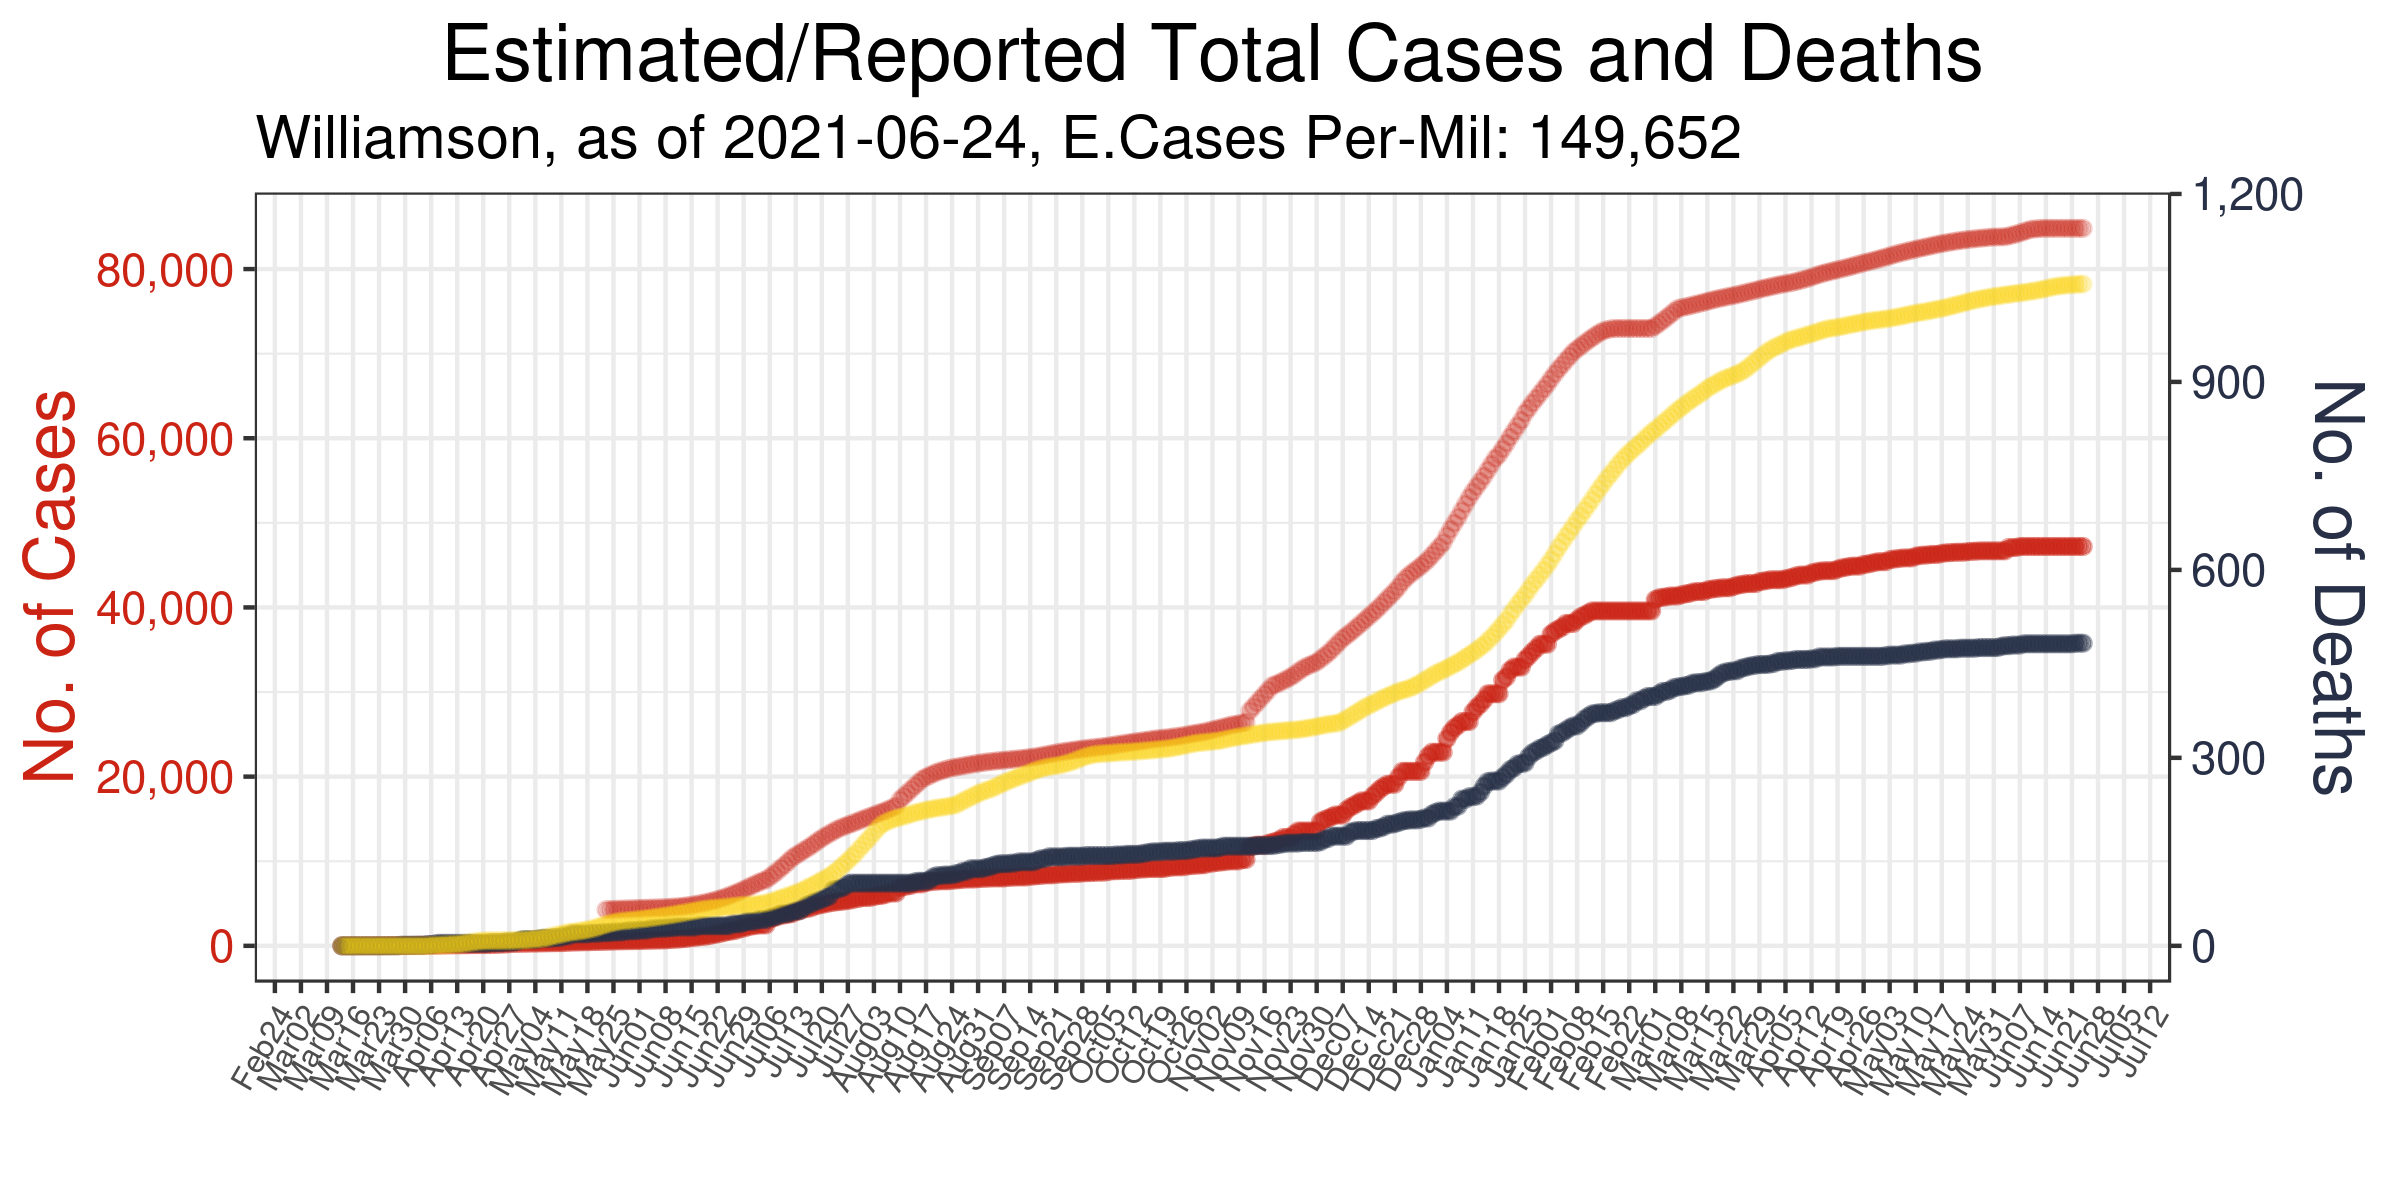 Estimated/Reported Total Cases and Deaths
Williamson, as of 2021-06-24, E.Cases Per-Mil: 149,652
No. of Cases
80,000
60,000
40,000
20,000
0
1,200
900
600
300
0
No. of Deaths
Feb24
Mar02
Mar09
Mar16
Mar23
Mar30
Apr06
Apr13
Apr20
Apr27
May04
May11
May18
May25
Jun01
Jun08
Jun15
Jun22
Jun29
Jul06
Jul13
Jul20
Jul27
Aug03
Aug10
Aug17
Aug24
Aug31
Sep07
Sep14
Sep21
Sep28
Oct05
Oct12
Oct19
Oct26
Nov02
Nov09
Nov16
Nov23
Nov30
Dec07
Dec14
Dec21
Dec28
Jan04
Jan11
Jan18
Jan25
Feb01
Feb08
Feb15
Feb22
Mar01
Mar08
Mar15
Mar22
Mar29
Apr05
Apr12
Apr19
Apr26
May03
May10
May17
May24
May31
Jun07
Jun14
Jun21
Jun28
Jul05
Jul12